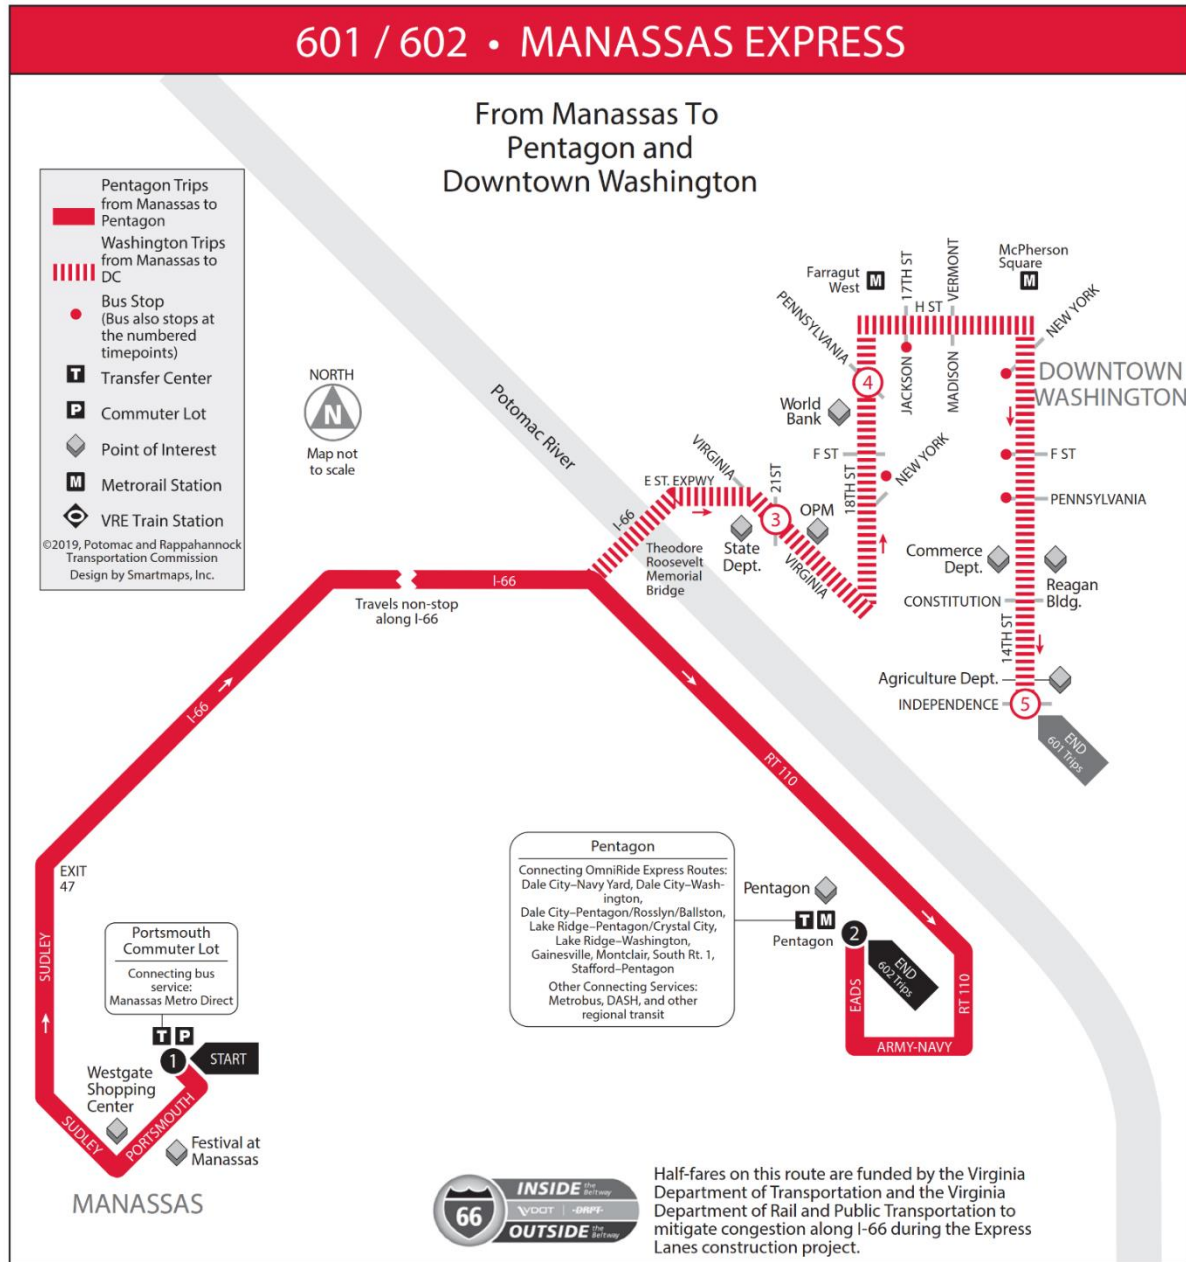 601 / 602 • MANASSAS EXPRESS
From Manassas To
Pentagon and
Downtown Washington
Pentagon Trips
from Manassas to
Pentagon
Washington Trips
from Manassas to
DC
Bus Stop
(Bus also stops at
the numbered
timepoints)
T Transfer Center
P Commuter Lot
Point of Interest
M Metrorail Station
VRE Train Station
©2019, Potomac and Rappahannock
Transportation Commission
Design by Smartmaps, Inc.
NORTH
N
Map not
to scale
Potomac River
Farragut
West
M
17TH ST
VERMONT
McPherson
Square
M
H ST
NEW YORK
PENNSYLVANIA
4
JACKSON
MADISON
DOWNTOWN
WASHINGTON
World
Bank
F ST
18TH ST
NEW YORK
F ST
PENNSYLVANIA
VIRGINIA
21ST
E ST. EXPWY
I-66
3
OPM
State
Dept.
VIRGINIA
Theodore
Roosevelt
Memorial
Bridge
Commerce
Dept.
Reagan
Bldg.
CONSTITUTION
14TH ST
Agriculture Dept.
INDEPENDENCE
5
END
601 Trips
I-66
Travels non-stop
along I-66
I-66
RT 110
EXIT
47
SUDLEY
Portsmouth
Commuter Lot
Connecting bus
service:
Manassas Metro Direct
T P
1
START
Westgate
Shopping
Center
SUDLEY
PORTSMOUTH
Festival at
Manassas
MANASSAS
Pentagon
Connecting OmniRide Express Routes:
Dale City–Navy Yard, Dale City–Wash-
ington,
Dale City–Pentagon/Rosslyn/Ballston,
Lake Ridge–Pentagon/Crystal City,
Lake Ridge–Washington,
Gainesville, Montclair, South Rt. 1,
Stafford–Pentagon
Other Connecting Services:
Metrobus, DASH, and other
regional transit
Pentagon
T M
Pentagon
2
END
602 Trips
EADS
ARMY-NAVY
RT 110
66
INSIDE the Beltway
VDOT | DRPT
OUTSIDE the Beltway
Half-fares on this route are funded by the Virginia
Department of Transportation and the Virginia
Department of Rail and Public Transportation to
mitigate congestion along I-66 during the Express
Lanes construction project.